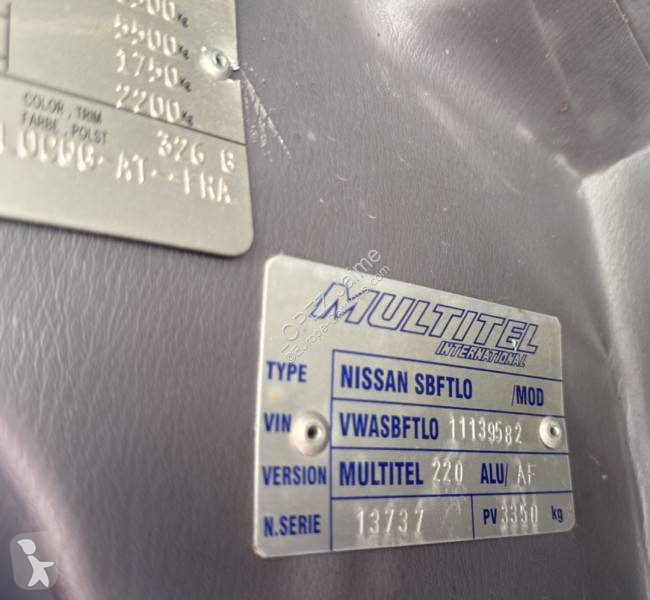 5500 Kg
1750 Kg
2200 Kg
COLOR, TRIM
FARBE, POLST 326 G
MULTITEL
INTERNATIONAL
TYPE NISSAN SBFTLO /MOD
VIN VWASBFTLO 11139582
VERSION MULTITEL 220 ALU/ AF
N.SERIE 13737 PV 3350 kg